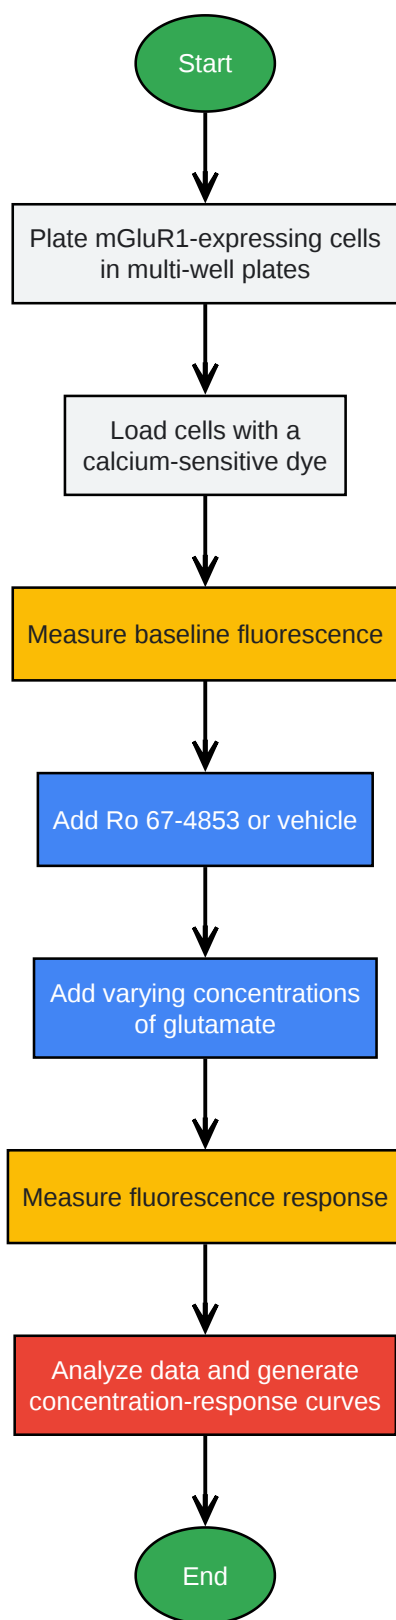 Start
Plate mGluR1-expressing cells
in multi-well plates
Load cells with a
calcium-sensitive dye
Measure baseline fluorescence
Add Ro 67-4853 or vehicle
Add varying concentrations
of glutamate
Measure fluorescence response
Analyze data and generate
concentration-response curves
End